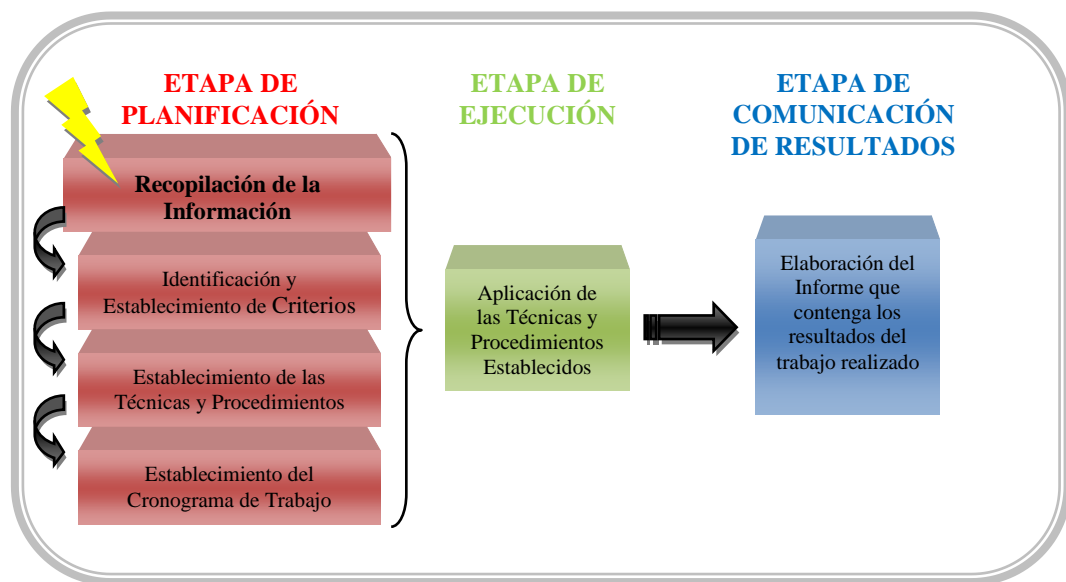 ETAPA DE
PLANIFICACIÓN
Recopilación de la
Información
Identificación y
Establecimiento de Criterios
Establecimiento de las
Técnicas y Procedimientos
Establecimiento del
Cronograma de Trabajo
ETAPA DE
EJECUCIÓN
Aplicación de
las Técnicas y
Procedimientos
Establecidos
ETAPA DE
COMUNICACIÓN
DE RESULTADOS
Elaboración del
Informe que
contenga los
resultados del
trabajo realizado